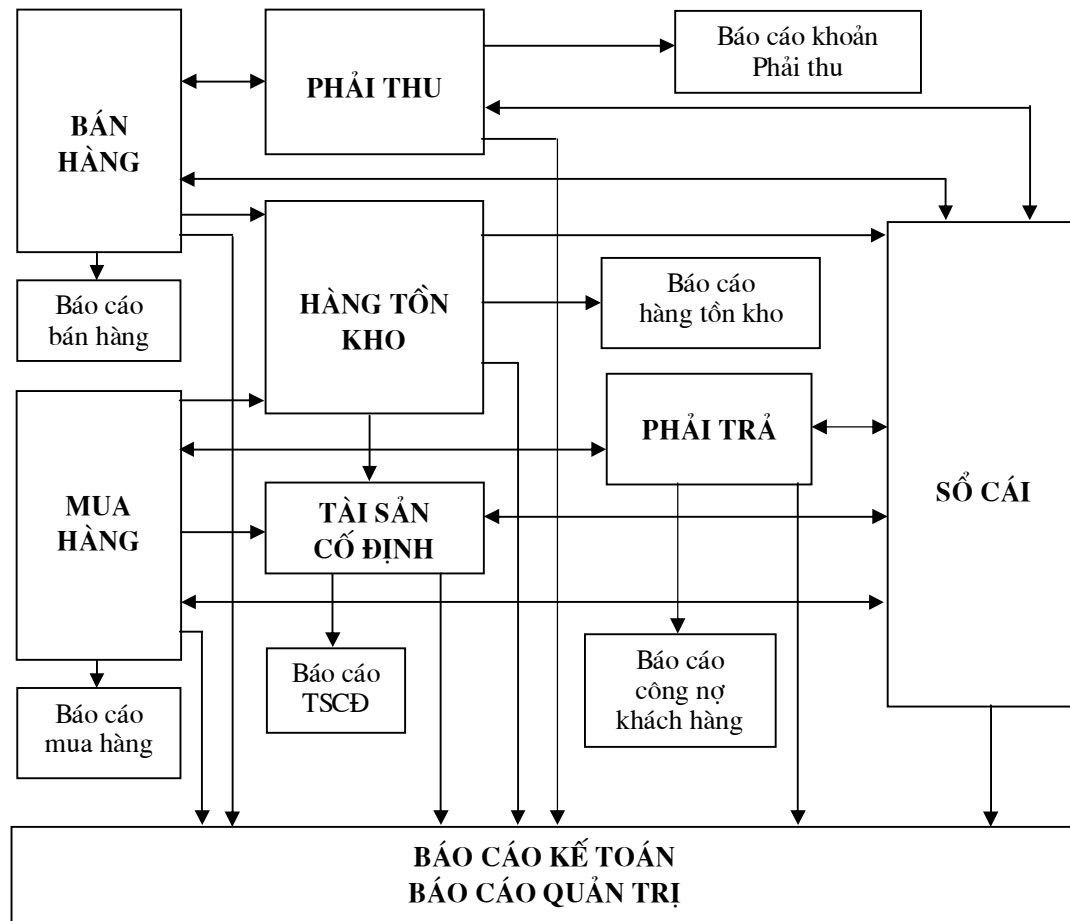 Báo cáo khoản
Phải thu
PHẢI THU
BÁN
HÀNG
Báo cáo
bán hàng
HÀNG TỒN
KHO
Báo cáo
hàng tồn kho
PHẢI TRẢ
SỔ CÁI
MUA
HÀNG
TÀI SẢN
CỐ ĐỊNH
Báo cáo
TSCĐ
Báo cáo
công nợ
khách hàng
Báo cáo
mua hàng
BÁO CÁO KẾ TOÁN
BÁO CÁO QUẢN TRỊ